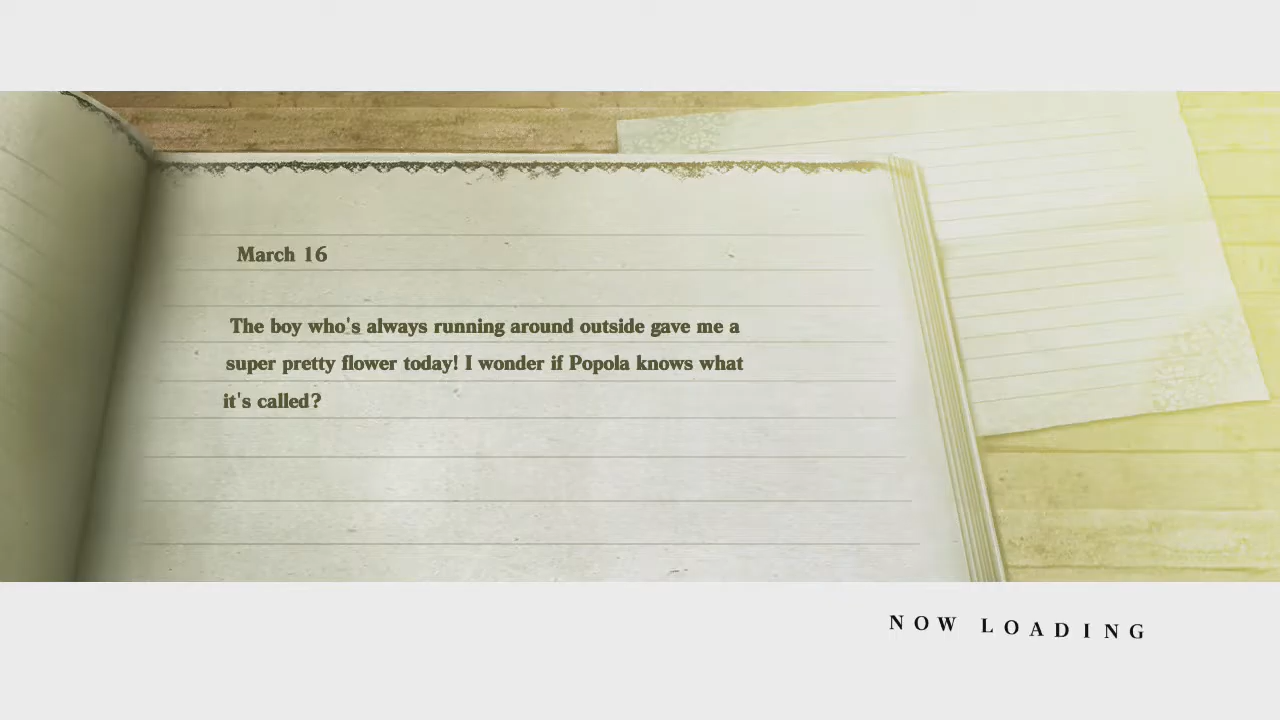 March 16
The boy who's always running around outside gave me a
super pretty flower today! I wonder if Popola knows what
it's called?
NOW LOADING